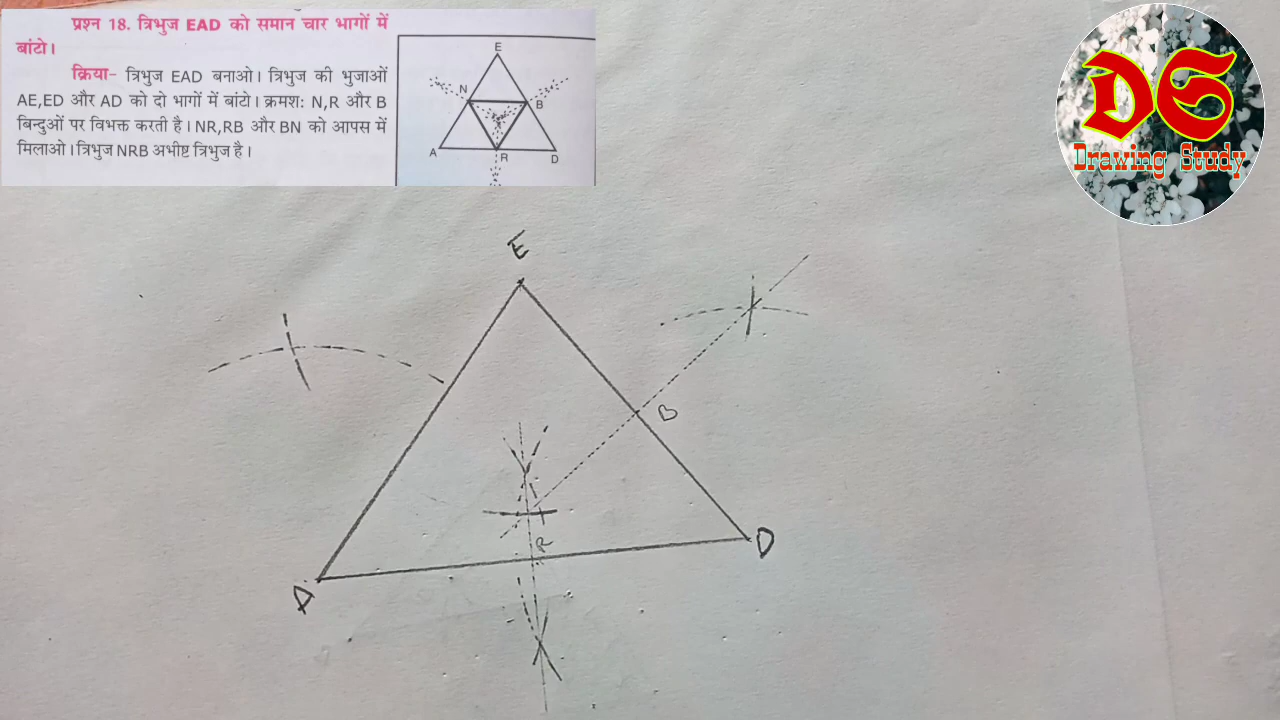 प्रश्न 18. त्रिभुज EAD को समान चार भागों में
बांटो।
क्रिया- त्रिभुज EAD बनाओ। त्रिभुज की भुजाओं
AE,ED और AD को दो भागों में बांटो। क्रमशः N,R और B
बिन्दुओं पर विभक्त करती है। NR,RB और BN को आपस में
मिलाओ। त्रिभुज NRB अभीष्ट त्रिभुज है।
E
N
B
A
R
D
DS
Drawing Study
E
B
R
D
A